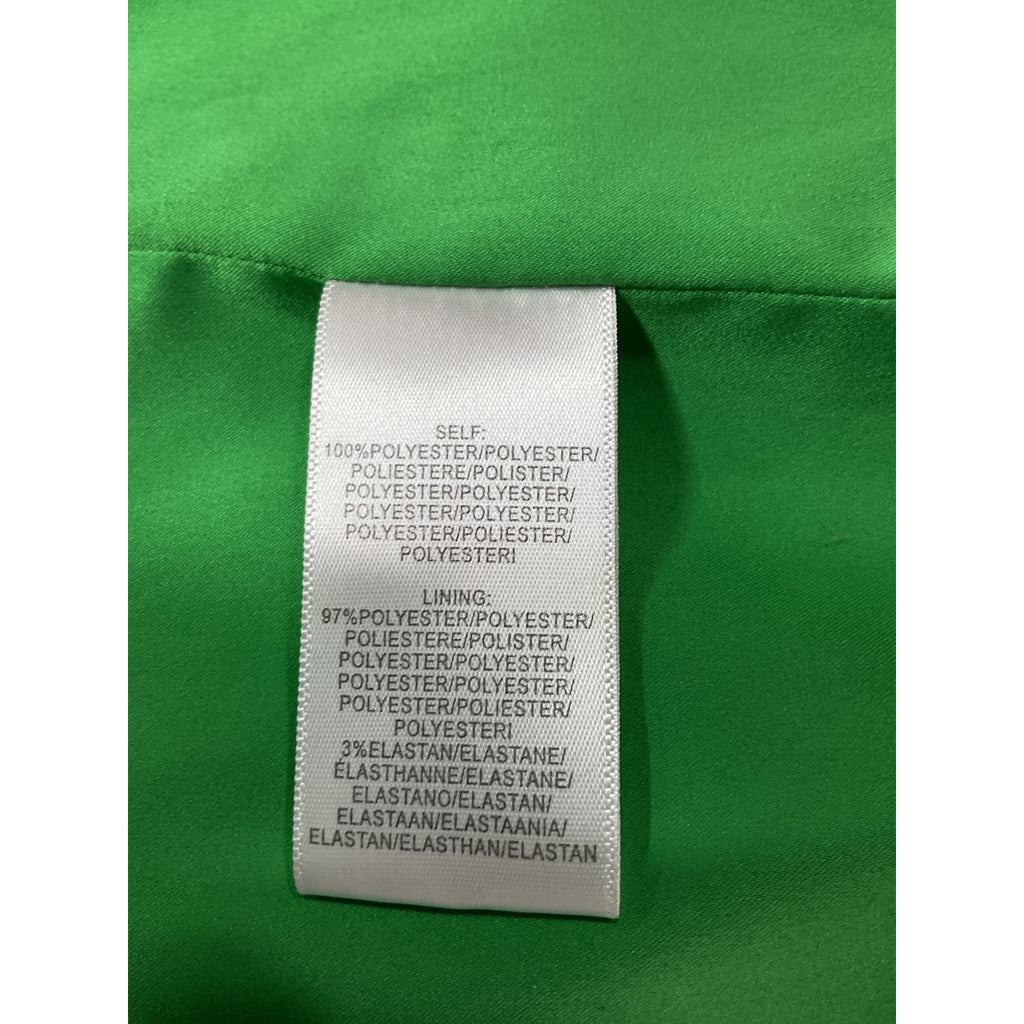 SELF:
100%POLYESTER/POLYESTER/
POLIESTERE/POLISTER/
POLYESTER/POLYESTER/
POLYESTER/POLYESTER/
POLYESTER/POLIESTER/
POLYESTERI
LINING:
97%POLYESTER/POLYESTER/
POLIESTERE/POLISTER/
POLYESTER/POLYESTER/
POLYESTER/POLYESTER/
POLYESTER/POLIESTER/
POLYESTERI
3%ELASTAN/ELASTANE/
ÉLASTHANNE/ELASTANE/
ELASTANO/ELASTAN/
ELASTAAN/ELASTAANIA/
ELASTAN/ELASTHAN/ELASTAN